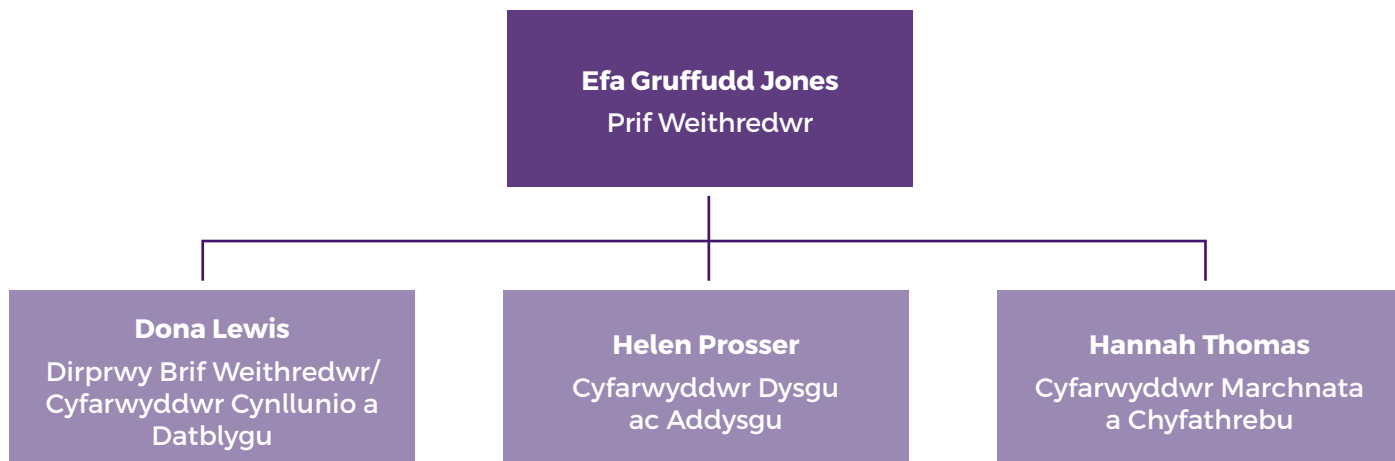 Efa Gruffudd Jones
Prif Weithredwr
Dona Lewis
Dirprwy Brif Weithredwr/
Cyfarwyddwr Cynllunio a
Datblygu
Helen Prosser
Cyfarwyddwr Dysgu
ac Addysgu
Hannah Thomas
Cyfarwyddwr Marchnata
a Chyfathrebu